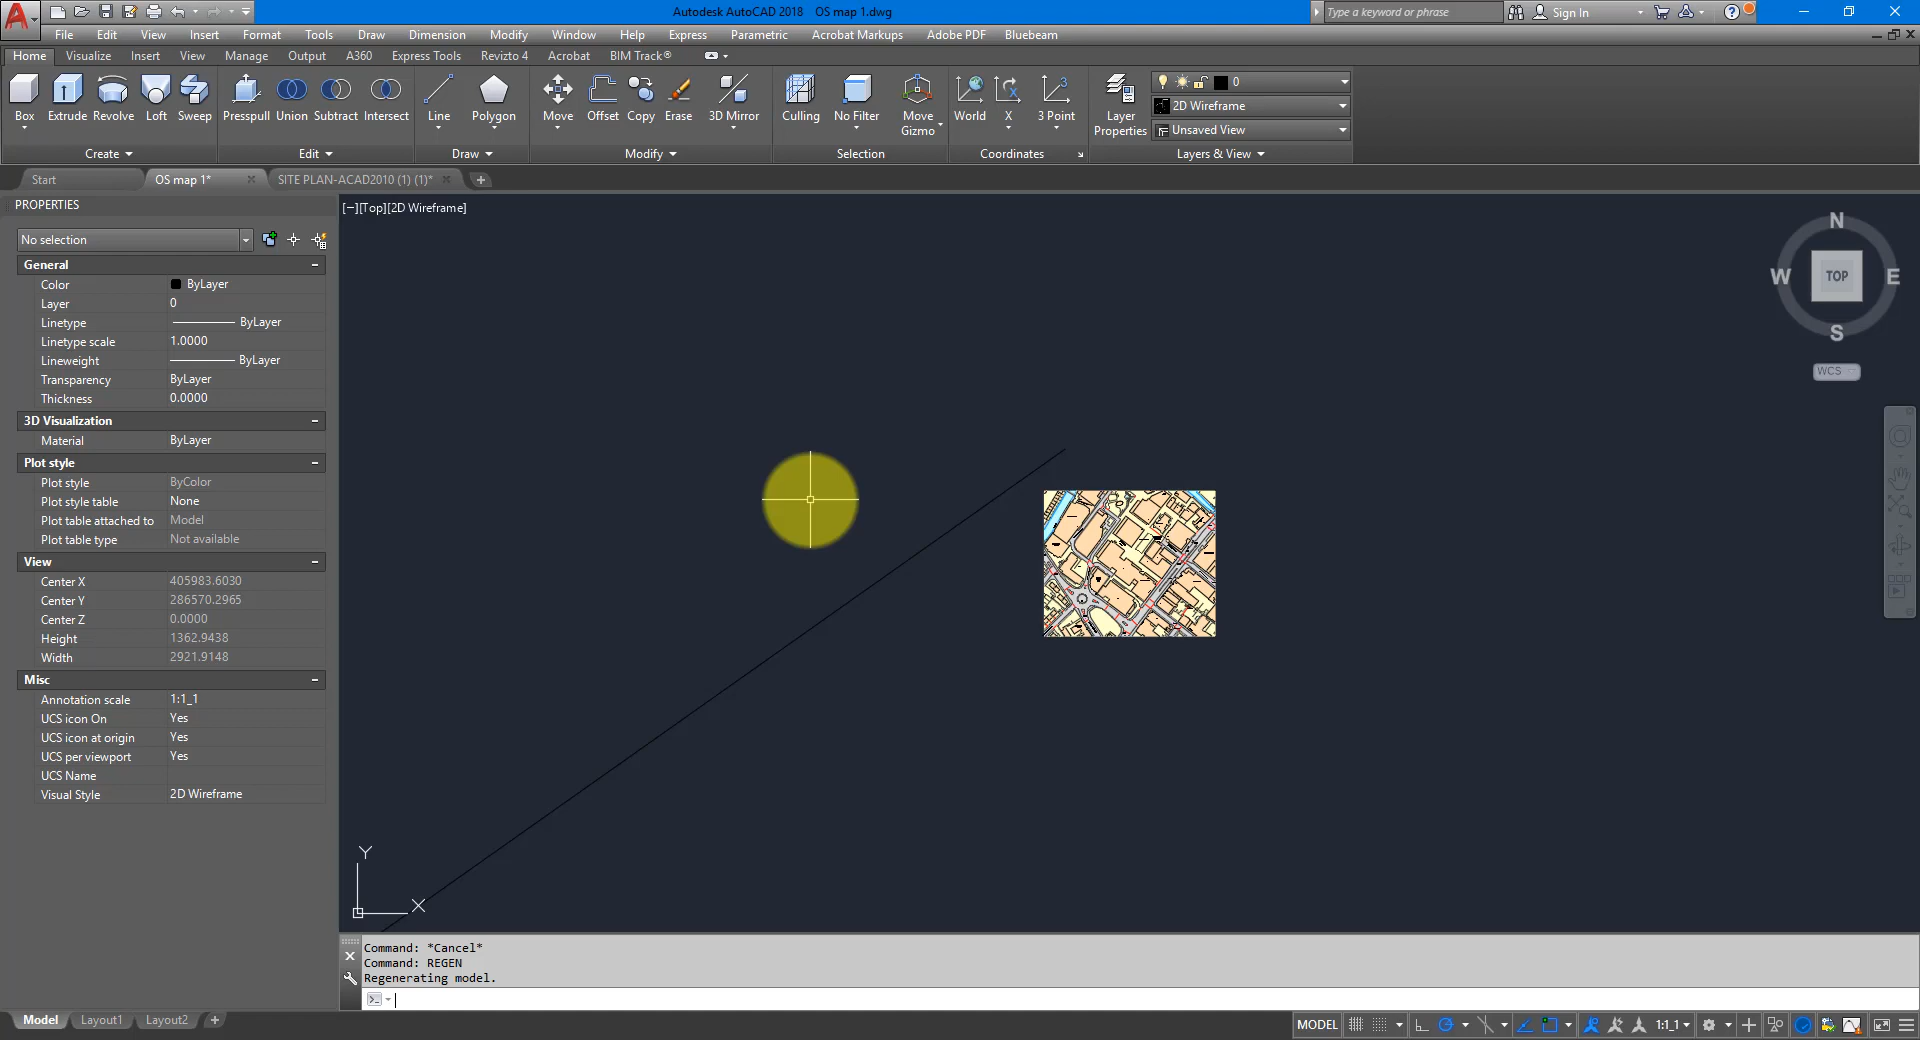 Autodesk AutoCAD 2018 OS map 1.dwg
Type a keyword or phrase
Sign In
File Edit View Insert Format Tools Draw Dimension Modify Window Help Express Parametric Acrobat Markups Adobe PDF Bluebeam
Home Visualize Insert View Manage Output A360 Express Tools Revizto 4 Acrobat BIM Track®
Box Extrude Revolve Loft Sweep Presspull Union Subtract Intersect Line Polygon Move Offset Copy Erase 3D Mirror Culling No Filter Move Gizmo World X 3 Point Layer Properties
0
2D Wireframe
Unsaved View
Create Edit Draw Modify Selection Coordinates Layers & View
Start OS map 1* SITE PLAN-ACAD2010 (1) (1)*
PROPERTIES
[−][Top][2D Wireframe]
No selection
General
Color ByLayer
Layer 0
Linetype ByLayer
Linetype scale 1.0000
Lineweight ByLayer
Transparency ByLayer
Thickness 0.0000
3D Visualization
Material ByLayer
Plot style
Plot style ByColor
Plot style table None
Plot table attached to Model
Plot table type Not available
View
Center X 405983.6030
Center Y 286570.2965
Center Z 0.0000
Height 1362.9438
Width 2921.9148
Misc
Annotation scale 1:1_1
UCS icon On Yes
UCS icon at origin Yes
UCS per viewport Yes
UCS Name
Visual Style 2D Wireframe
N
W TOP E
S
WCS
Y
X
Command: *Cancel*
Command: REGEN
Regenerating model.
Model Layout1 Layout2
MODEL
1:1_1